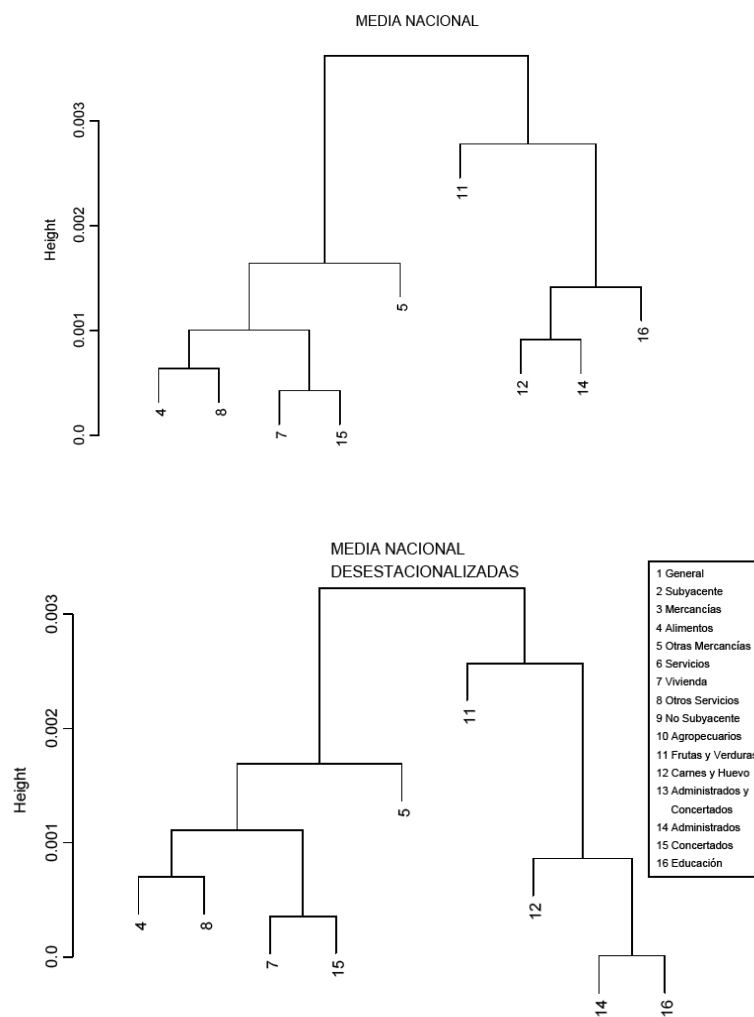 MEDIA NACIONAL
Height
0.003
0.002
0.001
0.0
11
5
16
4
8
12
14
7
15
MEDIA NACIONAL
DESESTACIONALIZADAS
Height
0.003
0.002
0.001
0.0
11
5
12
4
8
7
15
14
16
1 General
2 Subyacente
3 Mercancías
4 Alimentos
5 Otras Mercancías
6 Servicios
7 Vivienda
8 Otros Servicios
9 No Subyacente
10 Agropecuarios
11 Frutas y Verduras
12 Carnes y Huevo
13 Administrados y
Concertados
14 Administrados
15 Concertados
16 Educación